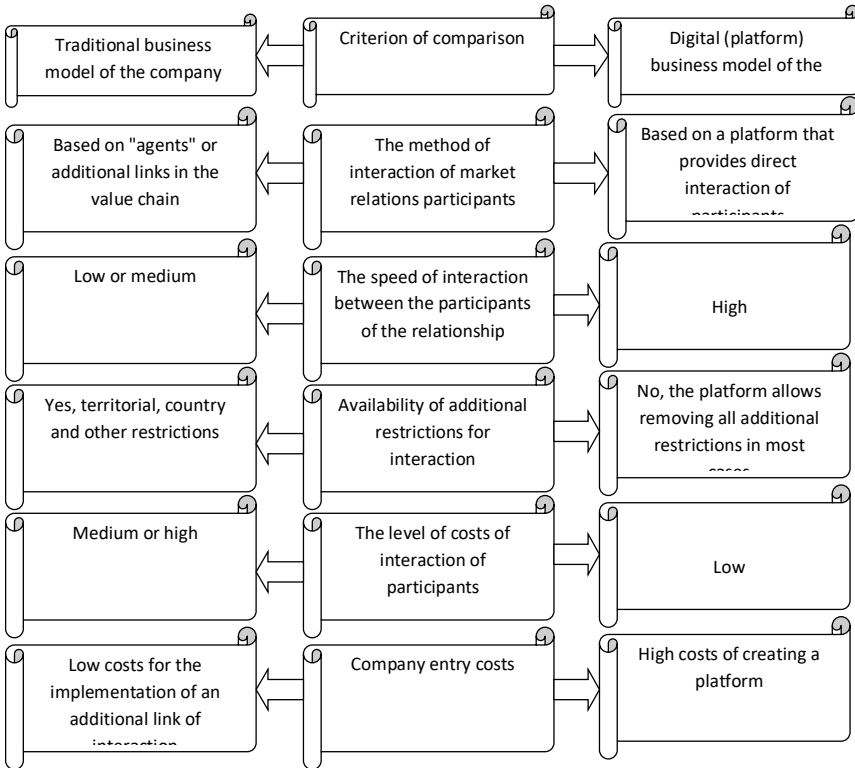 Traditional business
model of the company
Criterion of comparison
Digital (platform)
business model of the
Based on "agents" or
additional links in the
value chain
The method of
interaction of market
relations participants
Based on a platform that
provides direct
interaction of
participants
Low or medium
The speed of interaction
between the participants
of the relationship
High
Yes, territorial, country
and other restrictions
Availability of additional
restrictions for
interaction
No, the platform allows
removing all additional
restrictions in most
cases
Medium or high
The level of costs of
interaction of
participants
Low
Low costs for the
implementation of an
additional link of
interaction
Company entry costs
High costs of creating a
platform